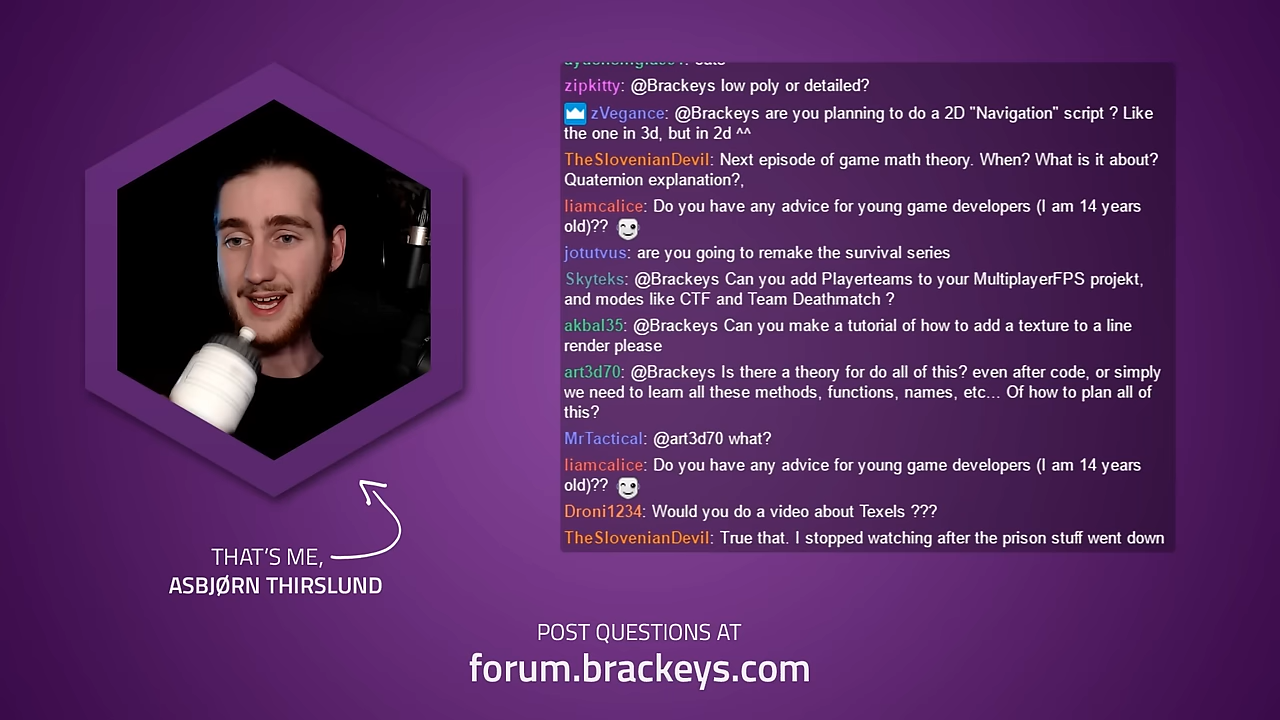 zipkitty: @Brackeys low poly or detailed?
zVegance: @Brackeys are you planning to do a 2D "Navigation" script ? Like
the one in 3d, but in 2d ^^
TheSlovenianDevil: Next episode of game math theory. When? What is it about?
Quaternion explanation?,
liamcalice: Do you have any advice for young game developers (I am 14 years
old)??
jotutvus: are you going to remake the survival series
Skyteks: @Brackeys Can you add Playerteams to your MultiplayerFPS projekt,
and modes like CTF and Team Deathmatch ?
akbal35: @Brackeys Can you make a tutorial of how to add a texture to a line
render please
art3d70: @Brackeys Is there a theory for do all of this? even after code, or simply
we need to learn all these methods, functions, names, etc... Of how to plan all of
this?
MrTactical: @art3d70 what?
liamcalice: Do you have any advice for young game developers (I am 14 years
old)??
Droni1234: Would you do a video about Texels ???
TheSlovenianDevil: True that. I stopped watching after the prison stuff went down
THAT'S ME,
ASBJØRN THIRSLUND
POST QUESTIONS AT
forum.brackeys.com